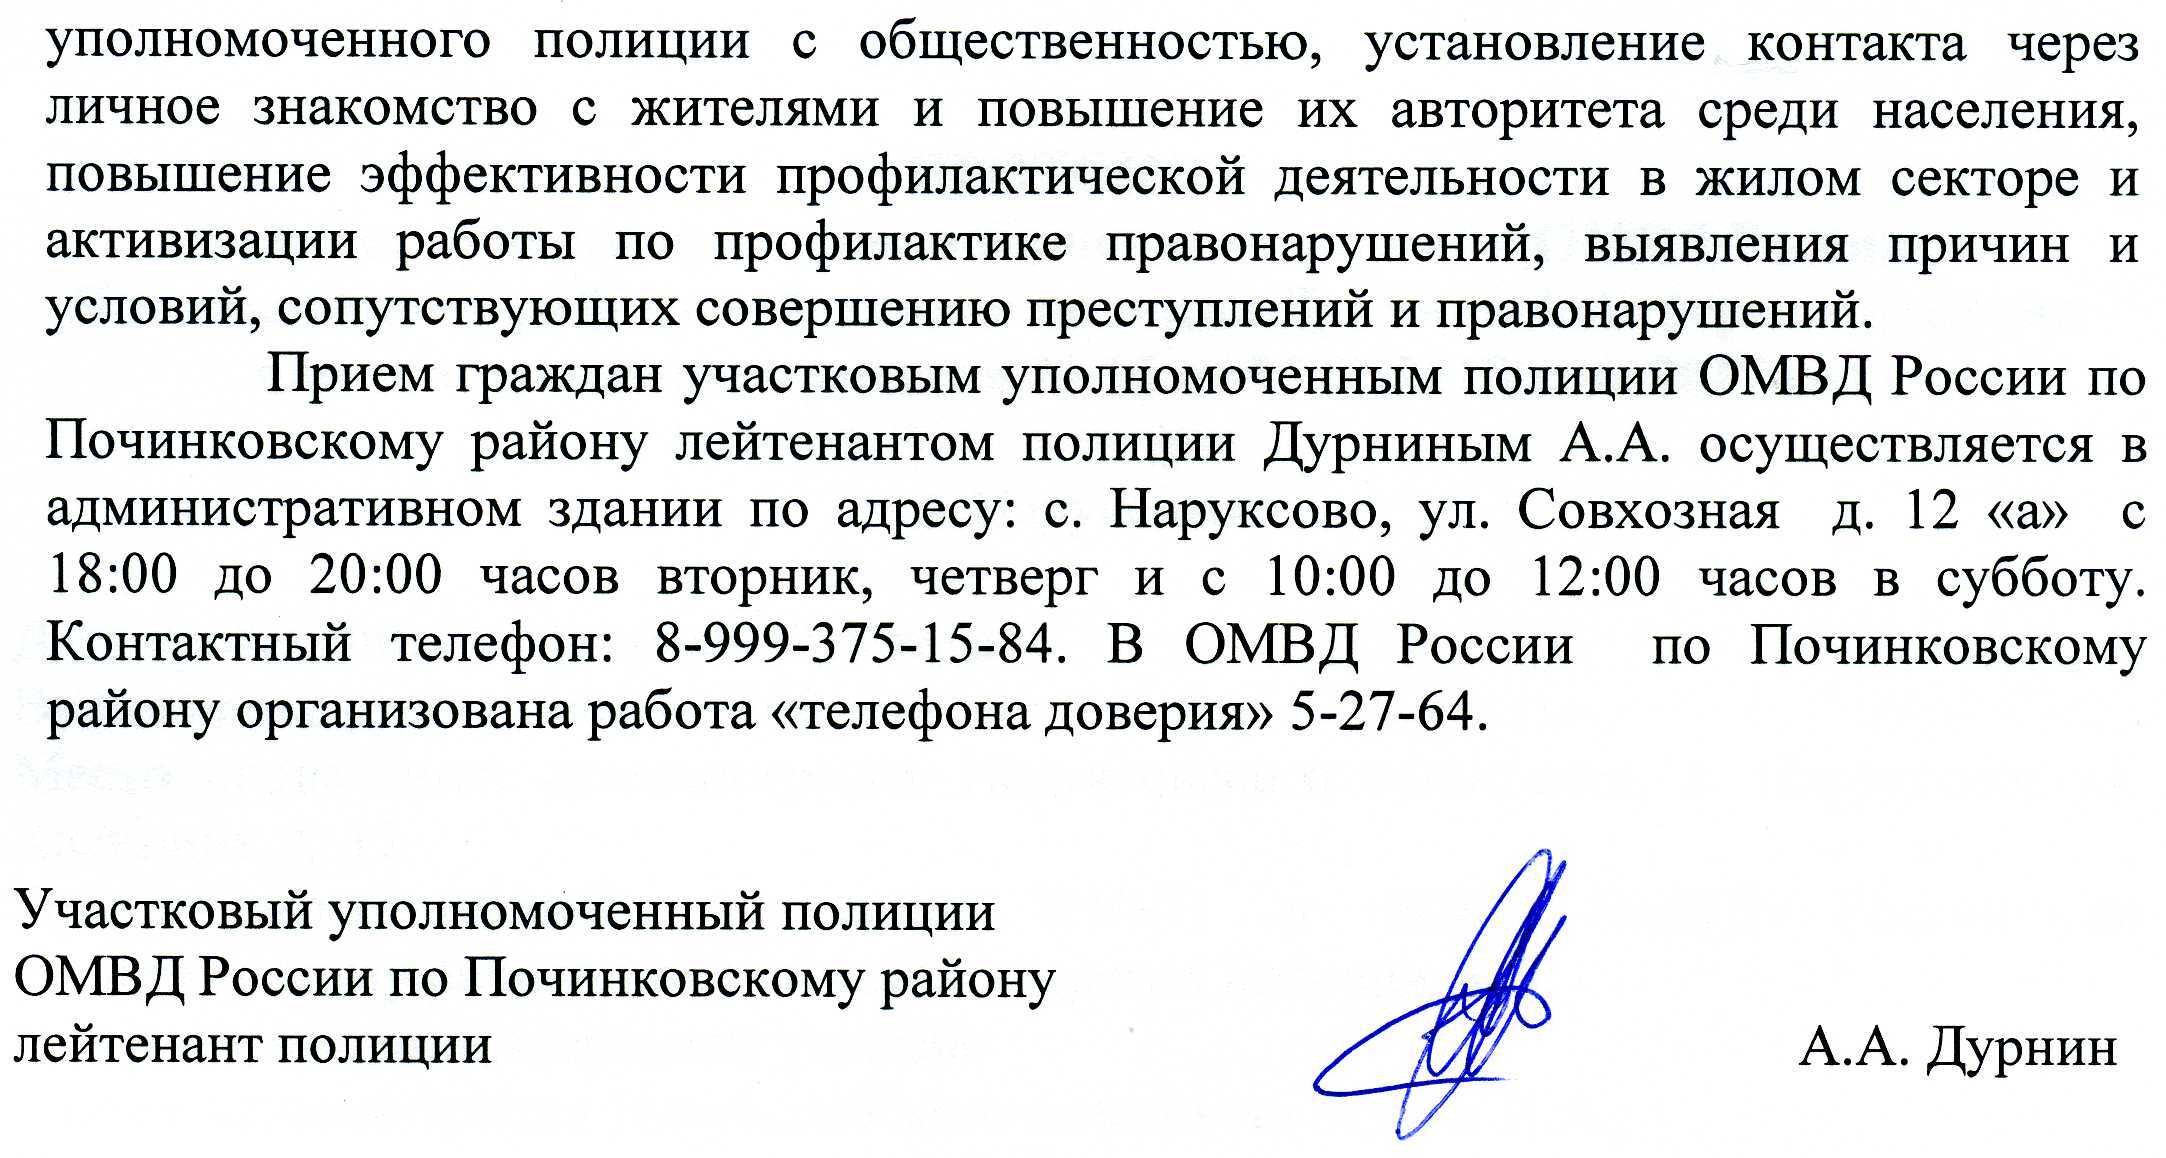 уполномоченного полиции с общественностью, установление контакта через
личное знакомство с жителями и повышение их авторитета среди населения,
повышение эффективности профилактической деятельности в жилом секторе и
активизации работы по профилактике правонарушений, выявления причин и
условий, сопутствующих совершению преступлений и правонарушений.
Прием граждан участковым уполномоченным полиции ОМВД России по
Починковскому району лейтенантом полиции Дурниным А.А. осуществляется в
административном здании по адресу: с. Наруксово, ул. Совхозная д. 12 «а» с
18:00 до 20:00 часов вторник, четверг и с 10:00 до 12:00 часов в субботу.
Контактный телефон: 8-999-375-15-84. В ОМВД России по Починковскому
району организована работа «телефона доверия» 5-27-64.
Участковый уполномоченный полиции
ОМВД России по Починковскому району
лейтенант полиции А.А. Дурнин